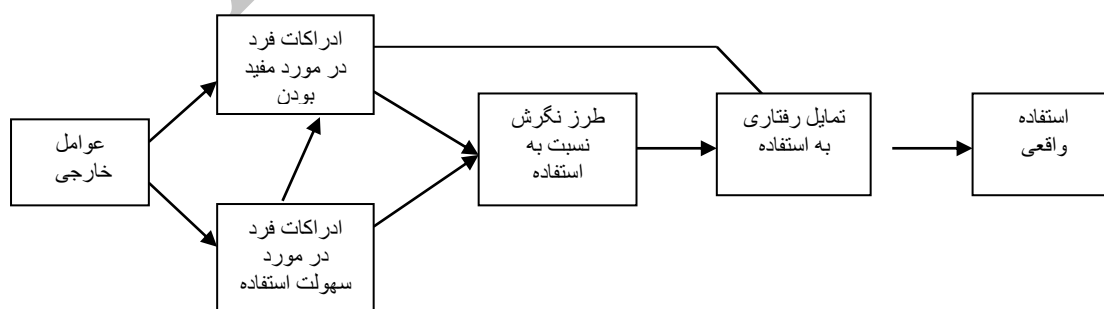 ادراکات فرد
در مورد مفید
بودن
عوامل
خارجی
طرز نگرش
نسبت به
استفاده
تمایل رفتاری
به استفاده
استفاده
واقعی
ادراکات فرد
در مورد
سهولت استفاده